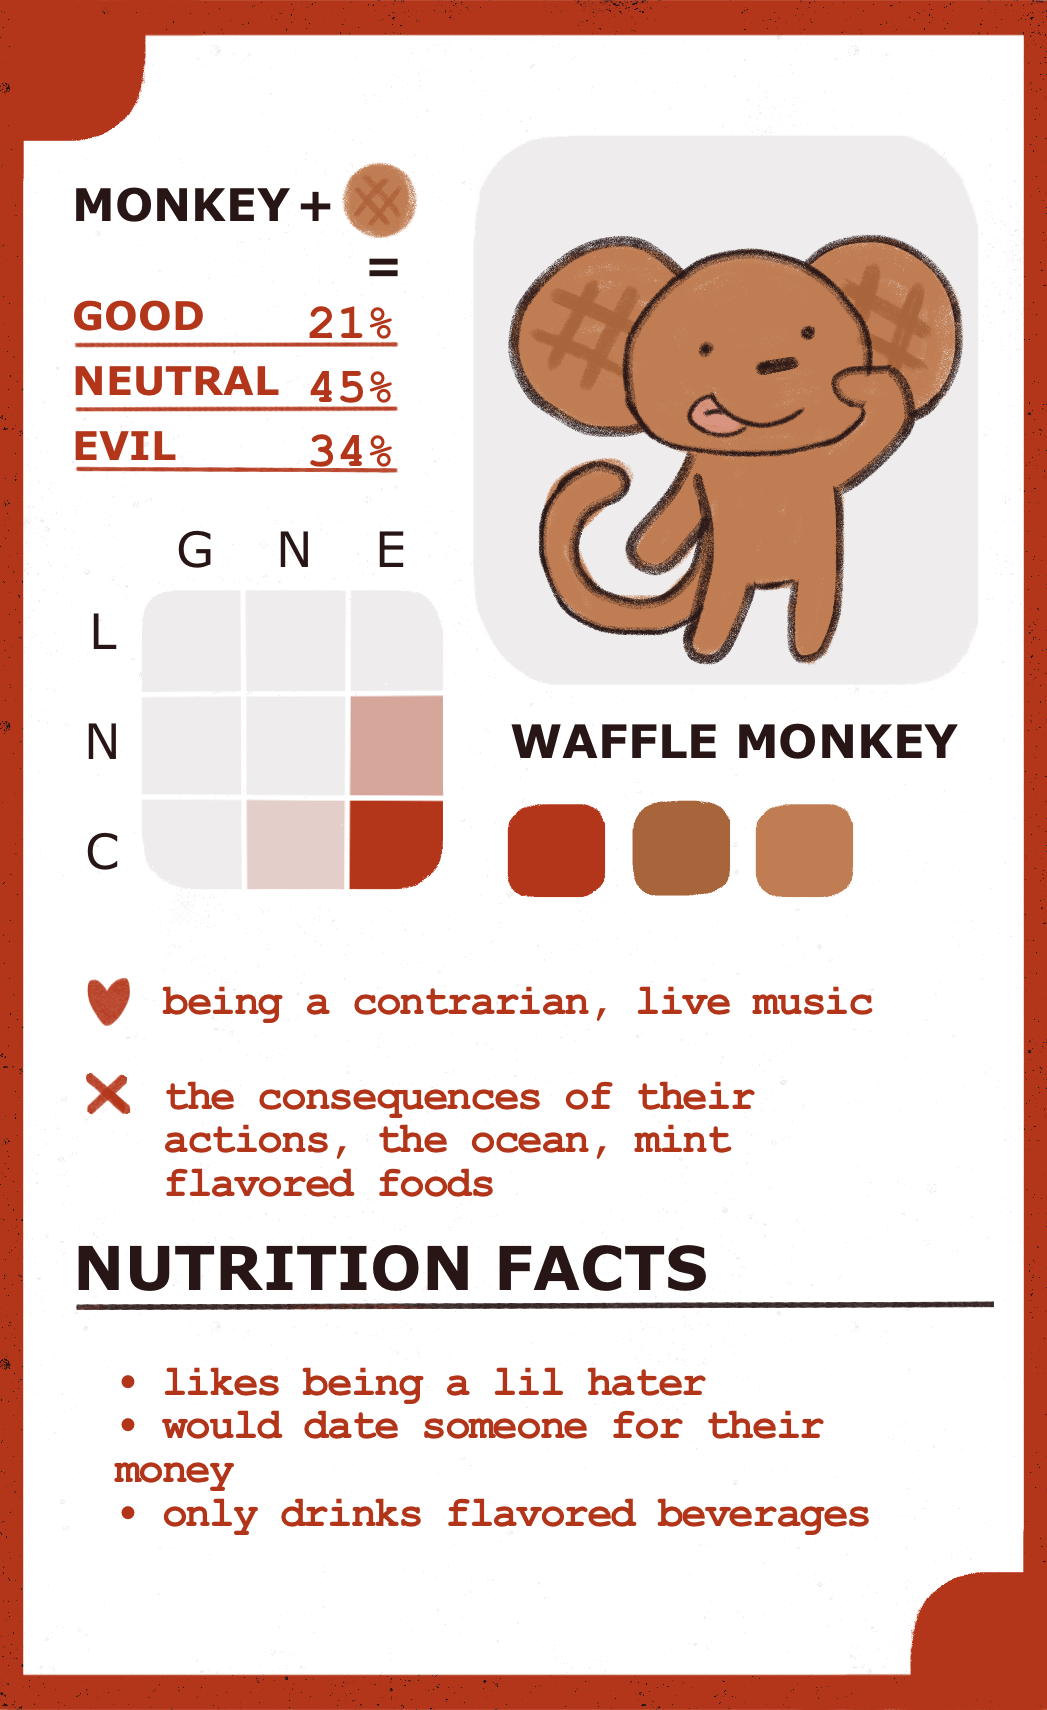 MONKEY +
=
GOOD 21%
NEUTRAL 45%
EVIL 34%
G N E
L
N
C
WAFFLE MONKEY
being a contrarian, live music
the consequences of their
actions, the ocean, mint
flavored foods
NUTRITION FACTS
• likes being a lil hater
• would date someone for their
money
• only drinks flavored beverages